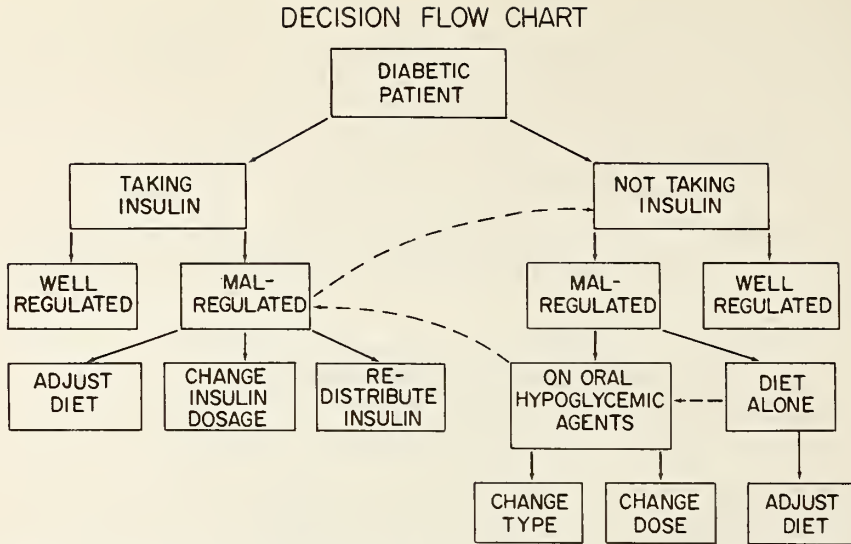 DECISION FLOW CHART
DIABETIC
PATIENT
TAKING
INSULIN
NOT TAKING
INSULIN
WELL
REGULATED
MAL-
REGULATED
MAL-
REGULATED
WELL
REGULATED
ADJUST
DIET
CHANGE
INSULIN
DOSAGE
RE-
DISTRIBUTE
INSULIN
ON ORAL
HYPOGLYCEMIC
AGENTS
DIET
ALONE
CHANGE
TYPE
CHANGE
DOSE
ADJUST
DIET